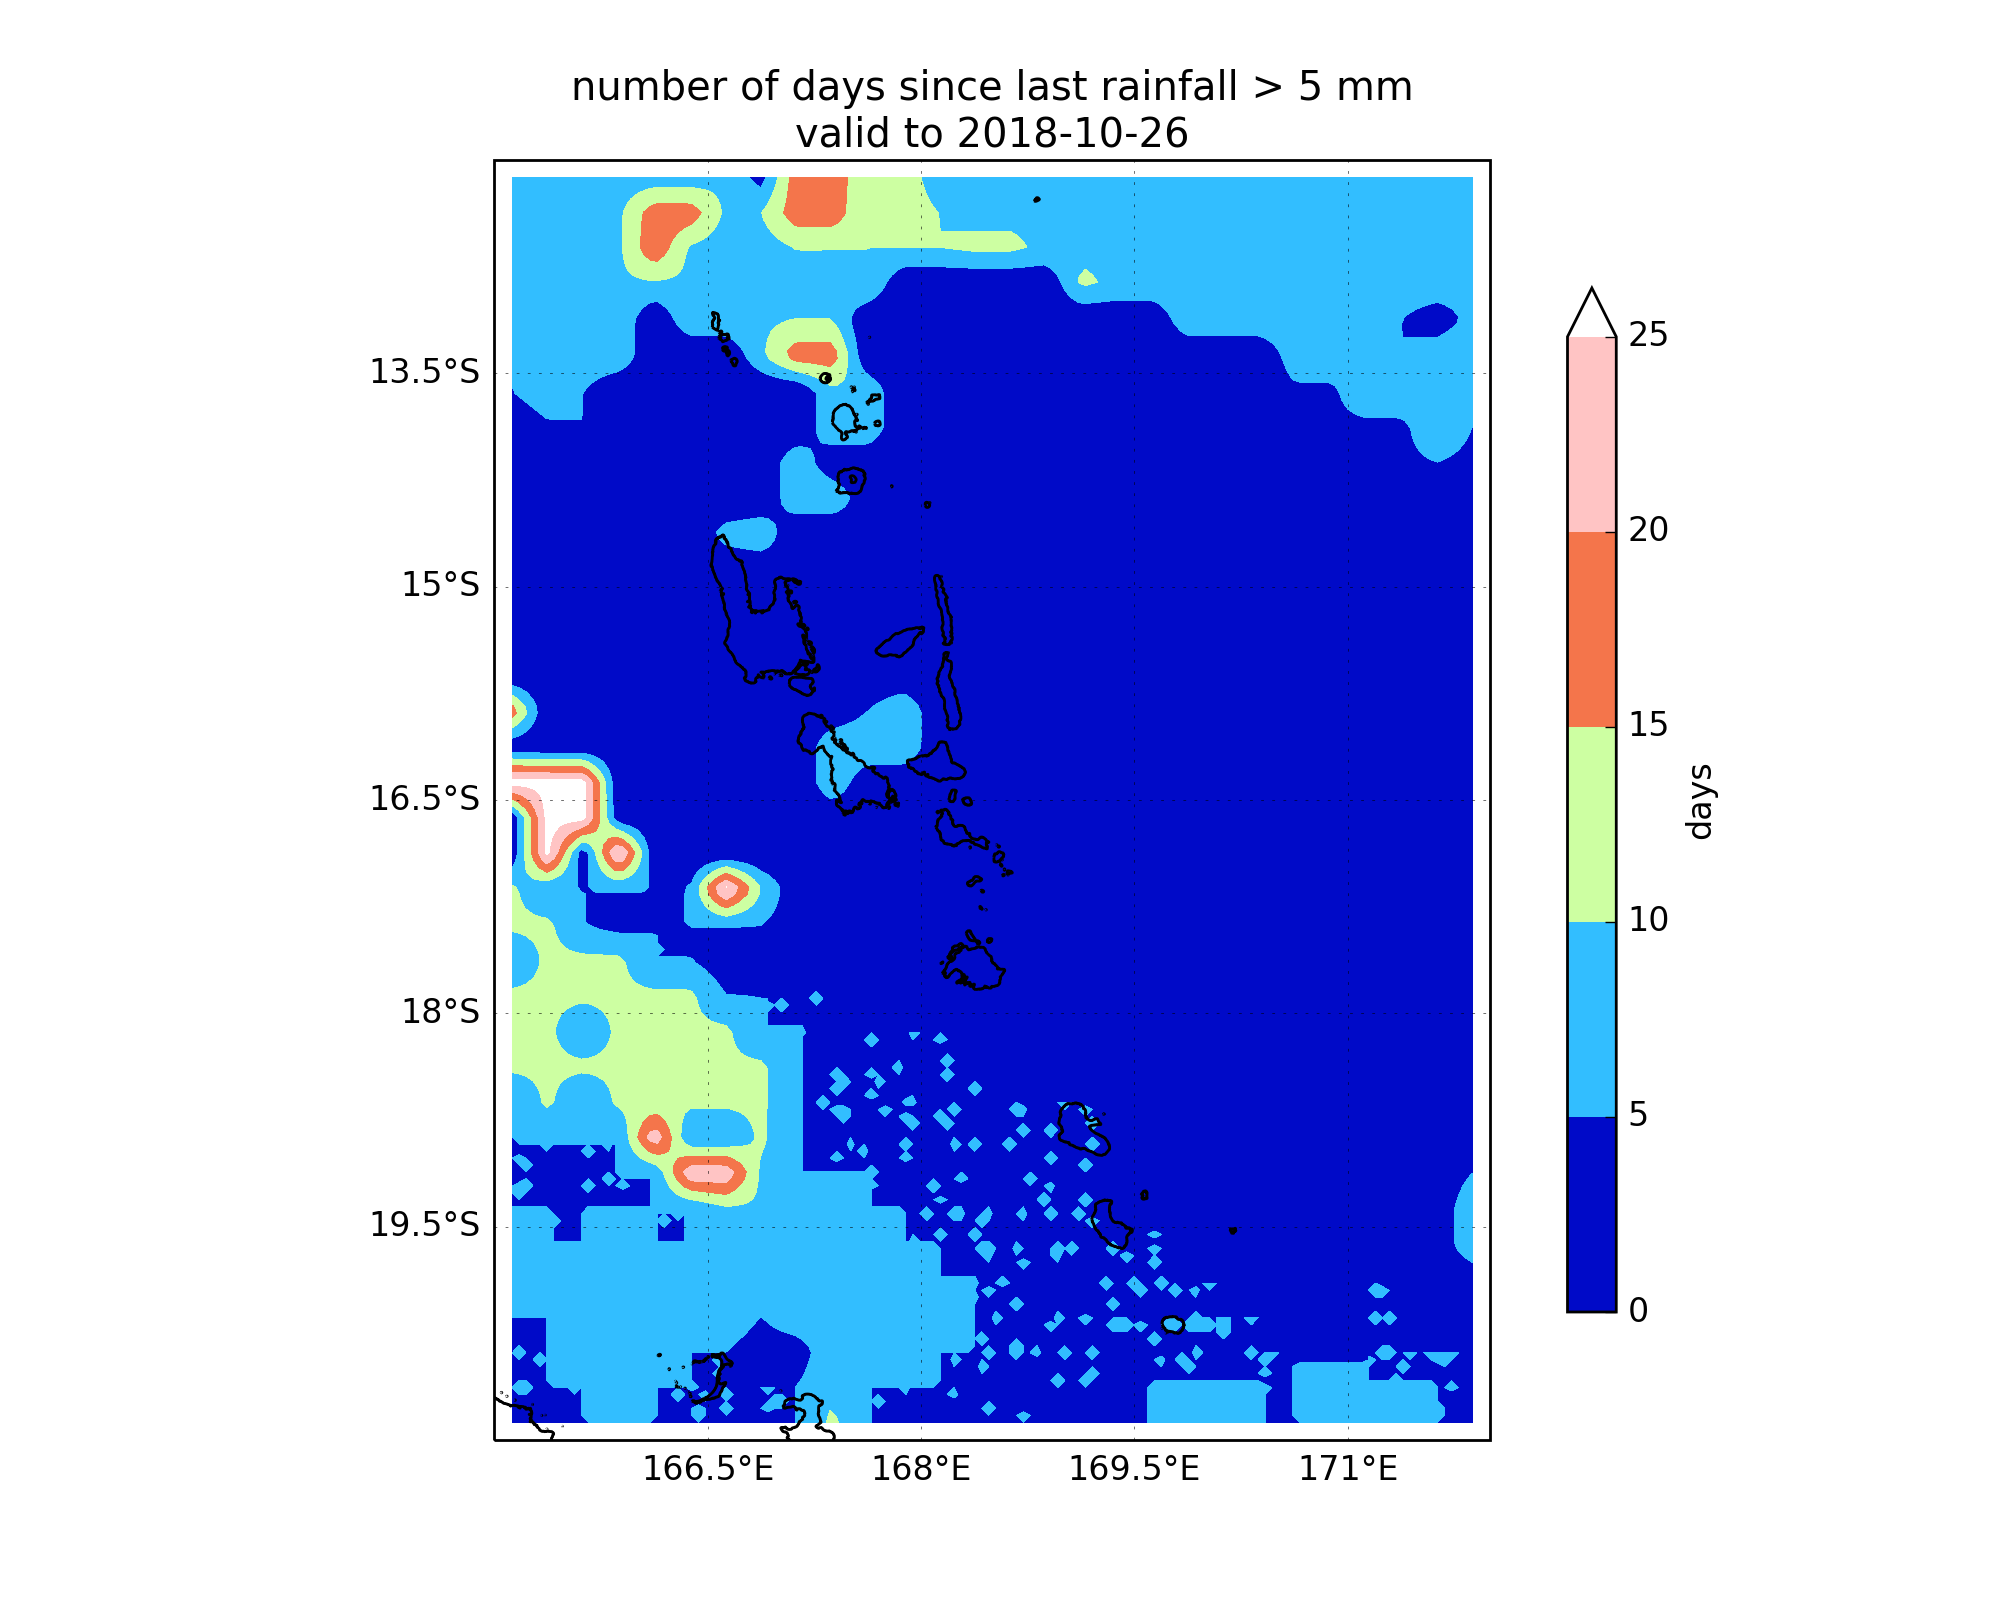 number of days since last rainfall > 5 mm
valid to 2018-10-26
13.5°S
15°S
16.5°S
18°S
19.5°S
166.5°E
168°E
169.5°E
171°E
25
20
15
10
5
0
days